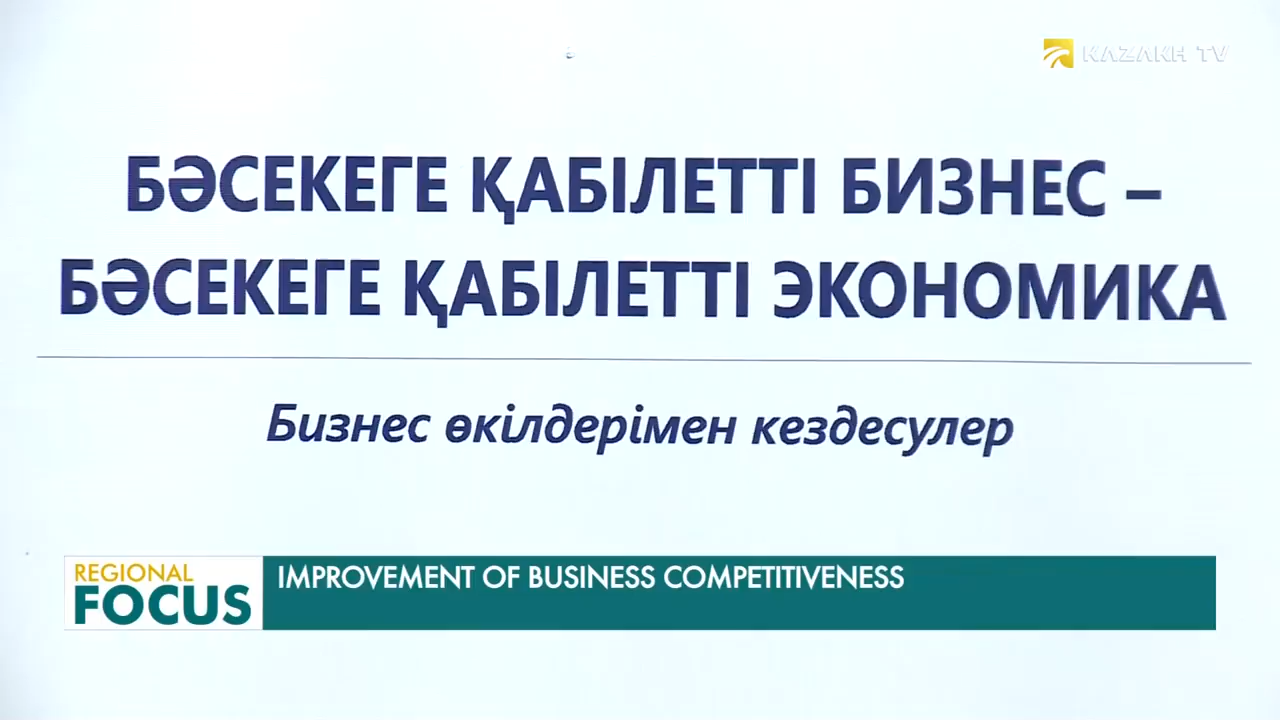 KAZAKH TV
БӘСЕКЕГЕ ҚАБІЛЕТТІ БИЗНЕС –
БӘСЕКЕГЕ ҚАБІЛЕТТІ ЭКОНОМИКА
Бизнес өкілдерімен кездесулер
REGIONAL
FOCUS
IMPROVEMENT OF BUSINESS COMPETITIVENESS